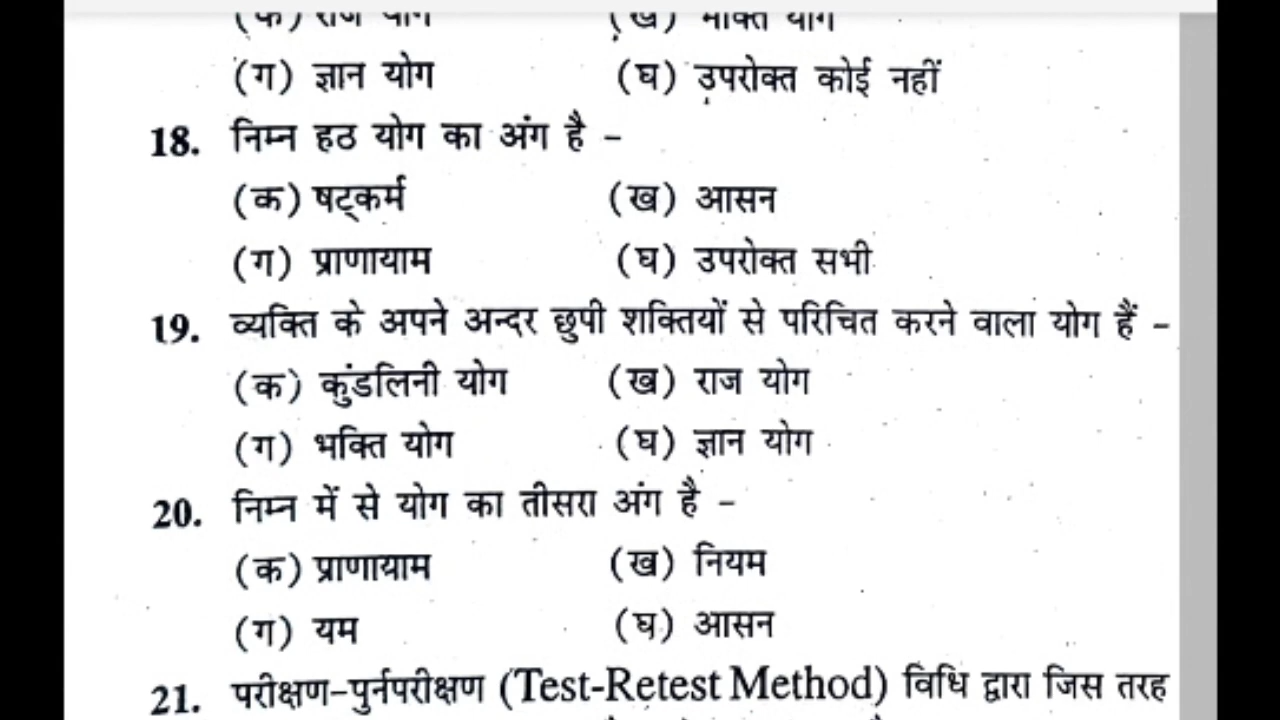 (ग) ज्ञान योग (घ) उपरोक्त कोई नहीं
18. निम्न हठ योग का अंग है –
(क) षट्कर्म (ख) आसन
(ग) प्राणायाम (घ) उपरोक्त सभी
19. व्यक्ति के अपने अन्दर छुपी शक्तियों से परिचित करने वाला योग हैं –
(क) कुंडलिनी योग (ख) राज योग
(ग) भक्ति योग (घ) ज्ञान योग
20. निम्न में से योग का तीसरा अंग है –
(क) प्राणायाम (ख) नियम
(ग) यम (घ) आसन
21. परीक्षण-पुर्नपरीक्षण (Test-Retest Method) विधि द्वारा जिस तरह